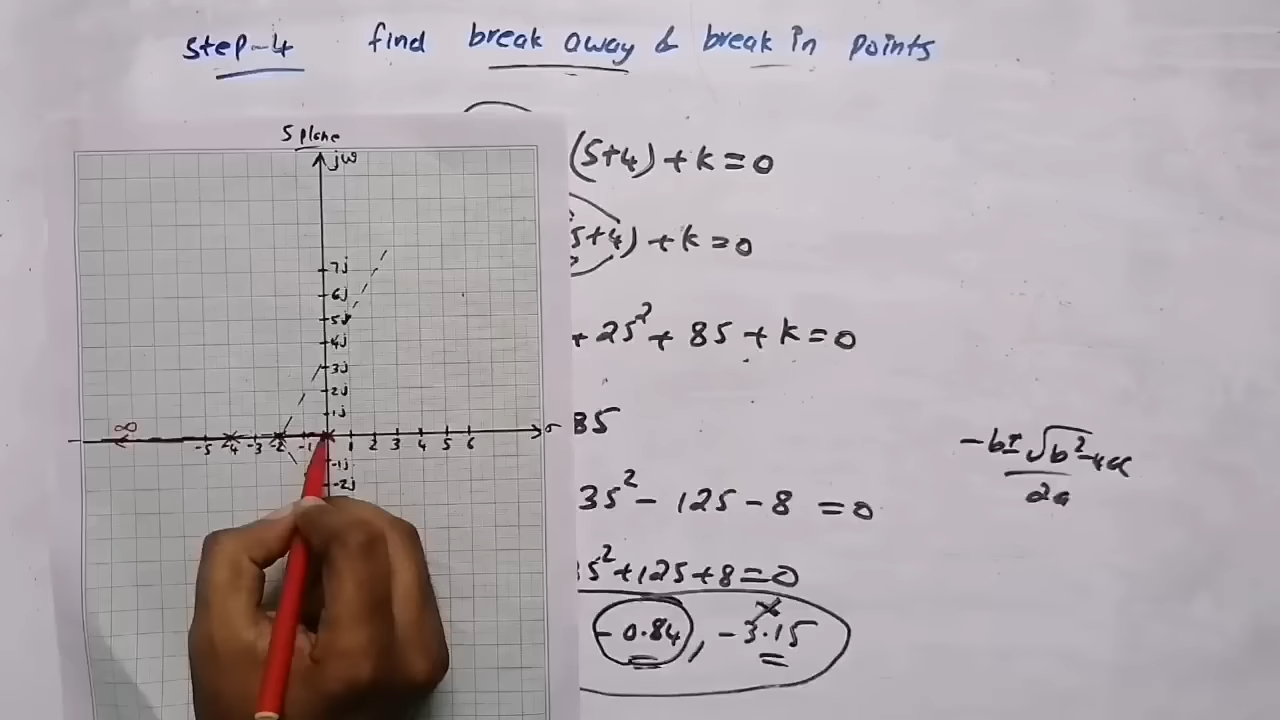 step-4 find break away & break in points
S plane
jω
(S+4)+k=0
S+4)+k=0
7j
6j
5j
4j
3j
2j
1j
+2S²+8S+k=0
∞
-5 -4 -3 -2 -1 1 2 3 4 5 6 σ
8S
-1j
-2j
-b±√b²-4ac
2a
3S²-12S-8=0
3S²+12S+8=0
-0.84, -3.15